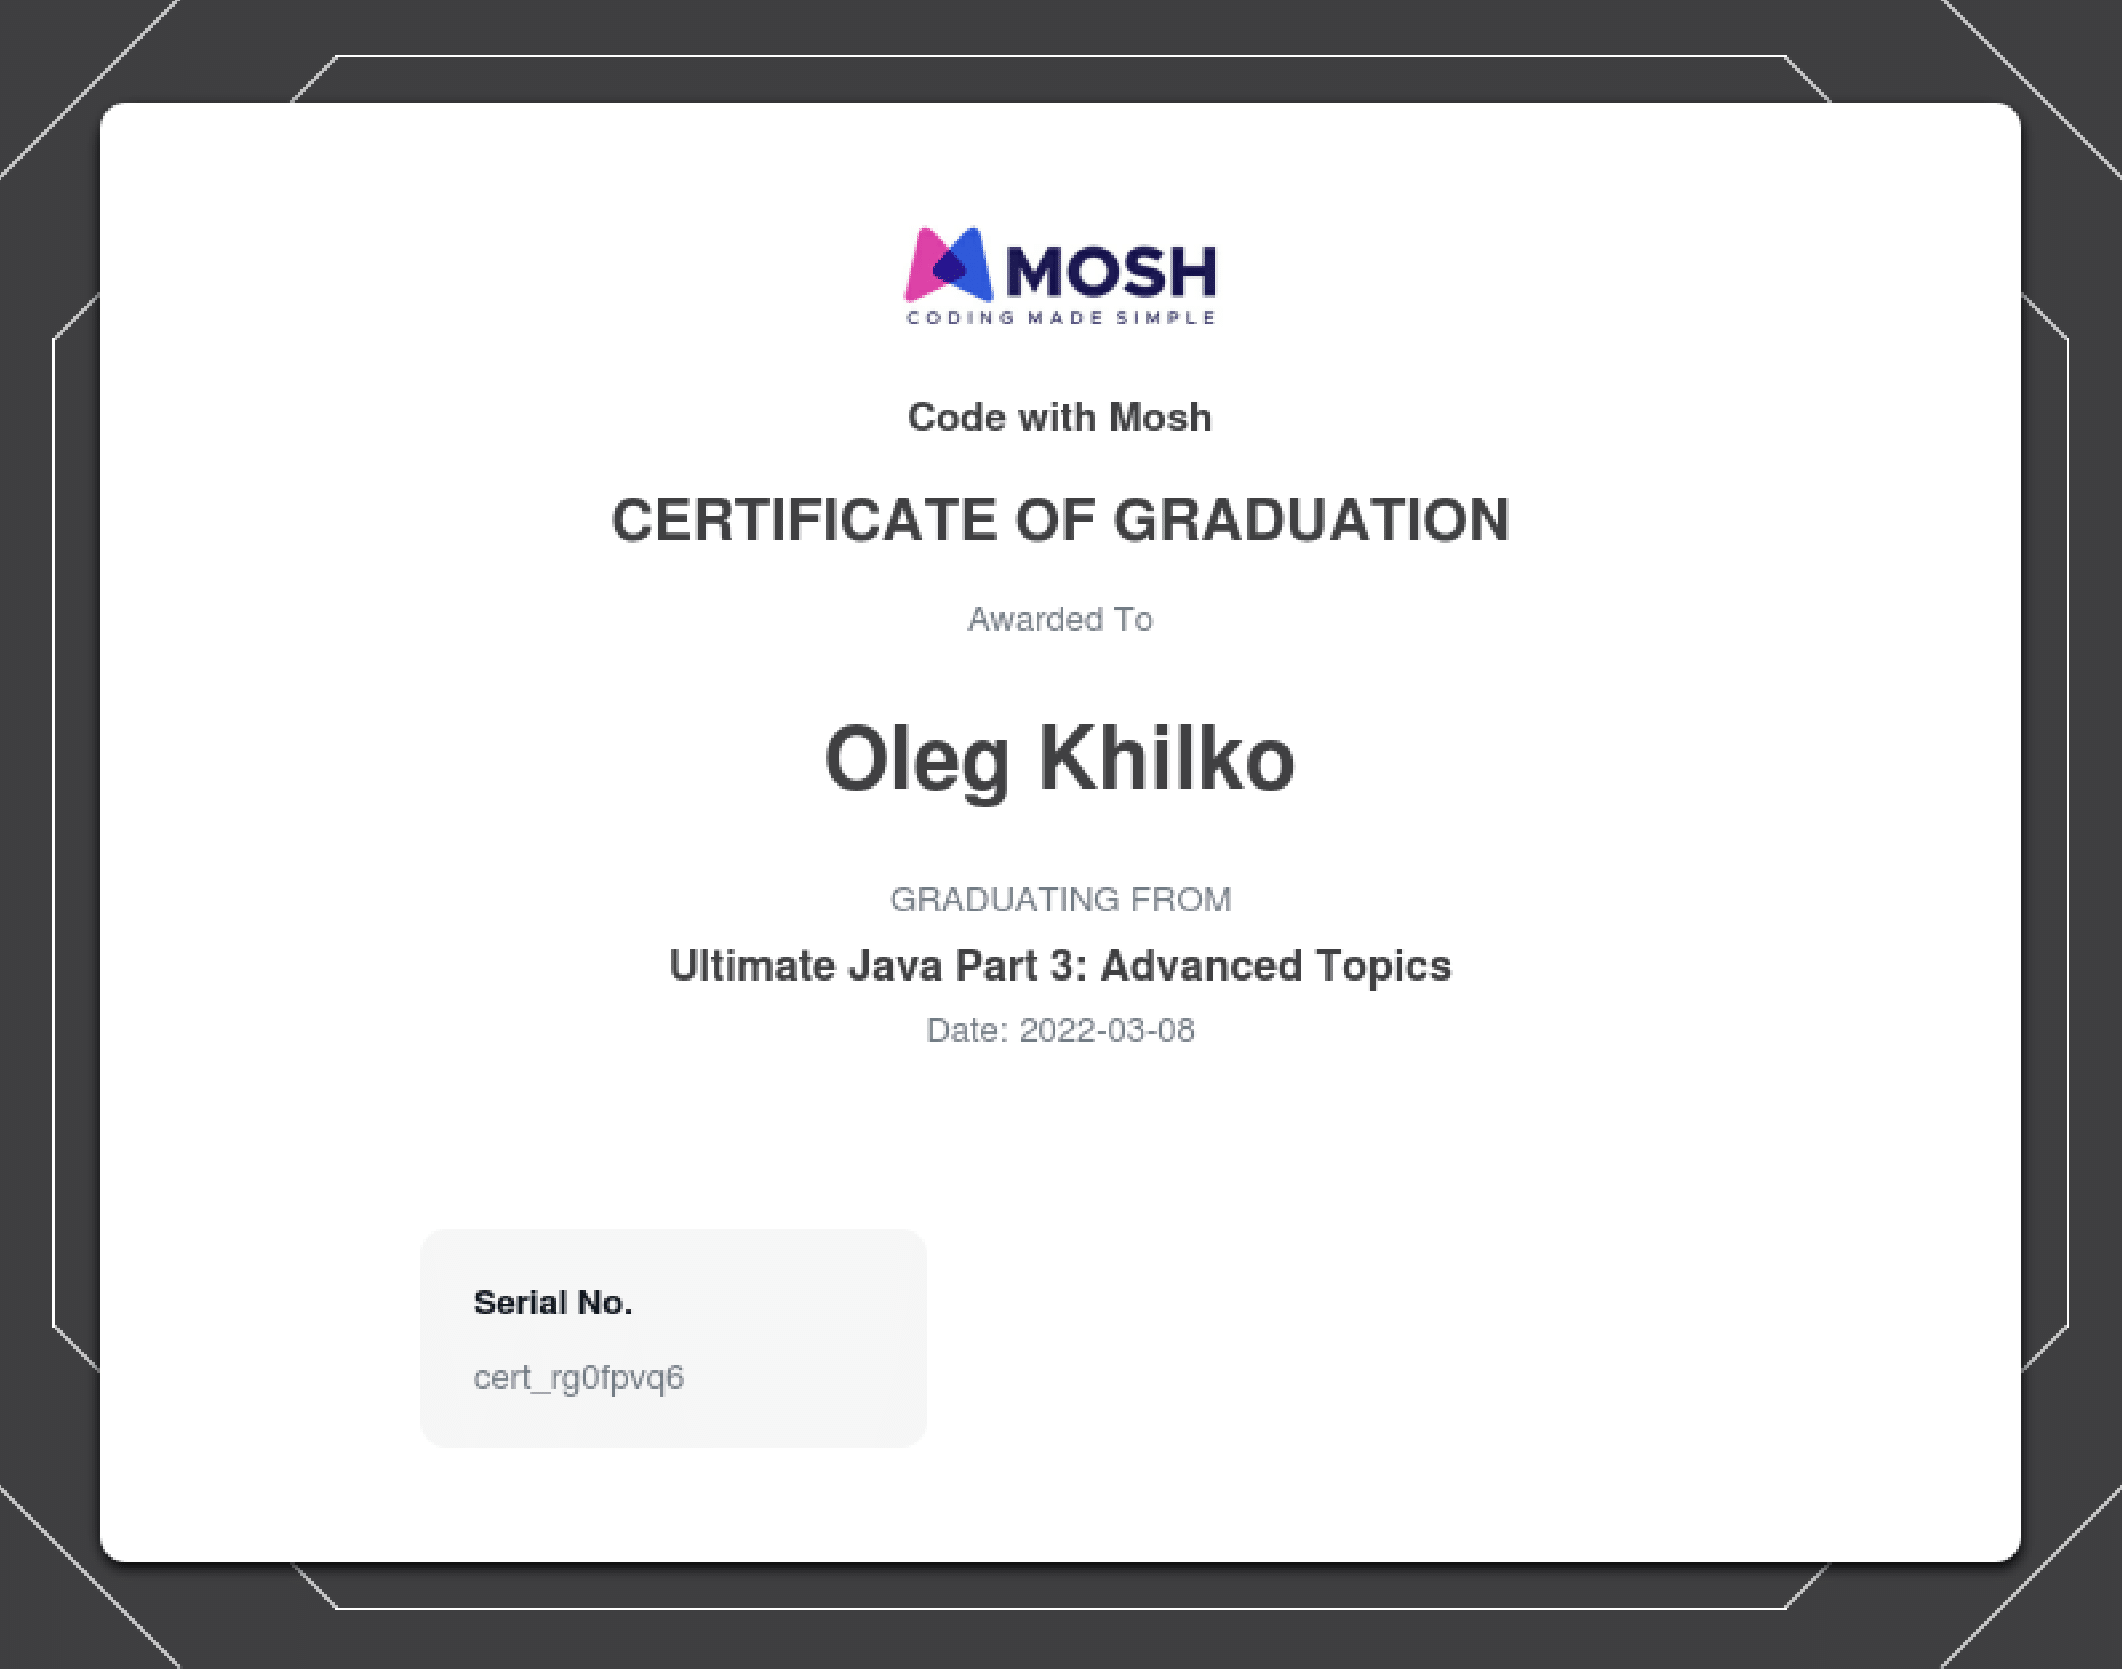 MOSH
CODING MADE SIMPLE
Code with Mosh
CERTIFICATE OF GRADUATION
Awarded To
Oleg Khilko
GRADUATING FROM
Ultimate Java Part 3: Advanced Topics
Date: 2022-03-08
Serial No.
cert_rg0fpvq6